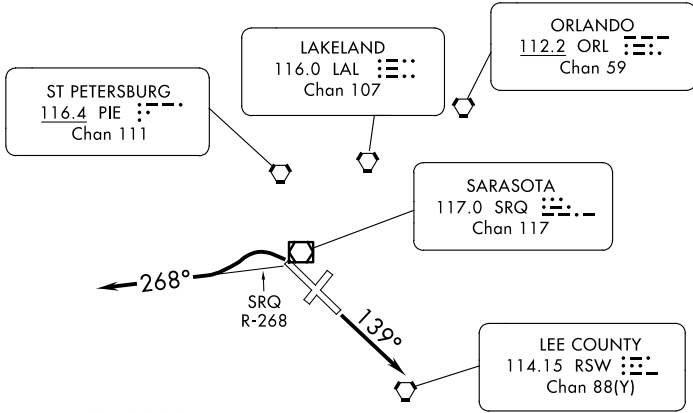 ORLANDO
112.2 ORL
Chan 59
LAKELAND
116.0 LAL
Chan 107
ST PETERSBURG
116.4 PIE
Chan 111
SARASOTA
117.0 SRQ
Chan 117
268°
SRQ
R-268
139°
LEE COUNTY
114.15 RSW
Chan 88(Y)